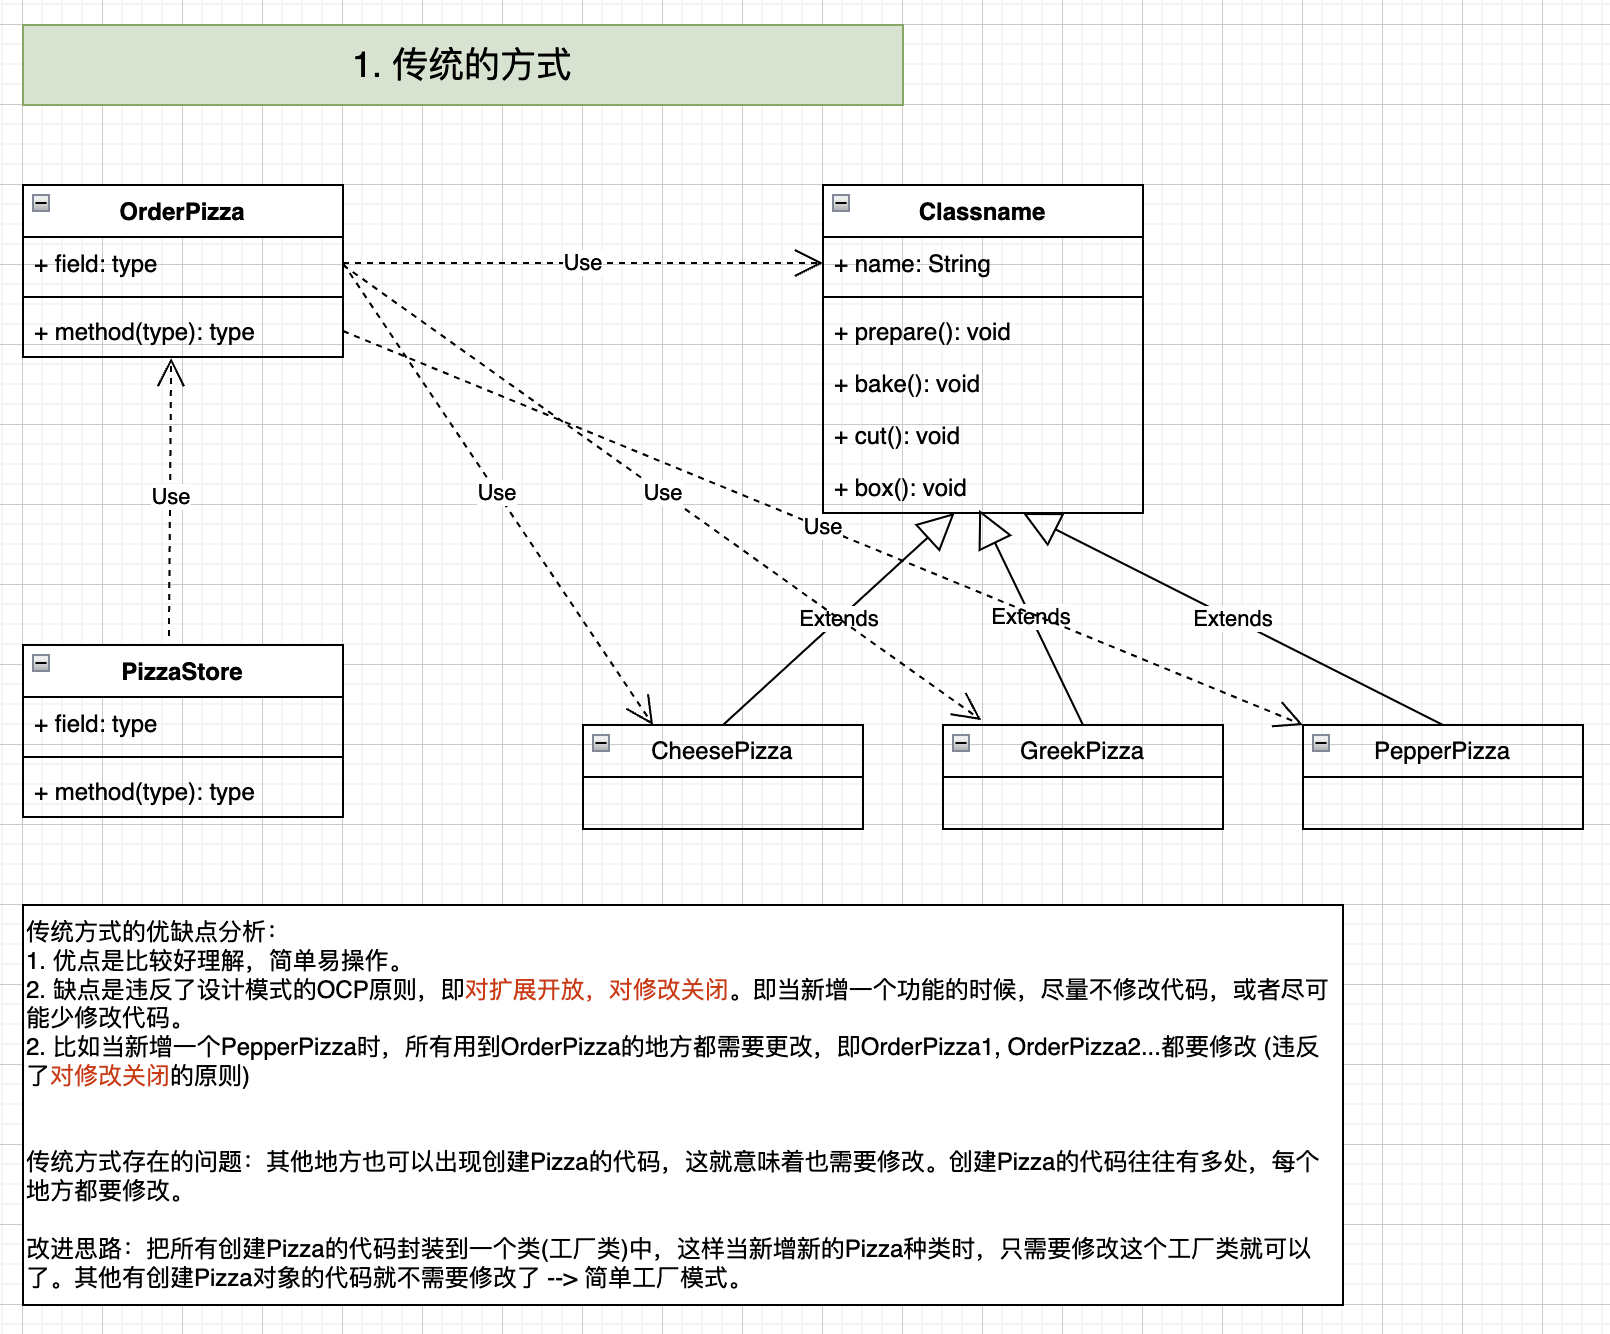 1. 传统的方式
OrderPizza
+ field: type
+ method(type): type
Classname
+ name: String
+ prepare(): void
+ bake(): void
+ cut(): void
+ box(): void
Use
Use
Use
Use
Use
Extends
Extends
Extends
PizzaStore
+ field: type
+ method(type): type
CheesePizza
GreekPizza
PepperPizza
传统方式的优缺点分析：
1. 优点是比较好理解，简单易操作。
2. 缺点是违反了设计模式的OCP原则，即对扩展开放，对修改关闭。即当新增一个功能的时候，尽量不修改代码，或者尽可
能少修改代码。
2. 比如当新增一个PepperPizza时，所有用到OrderPizza的地方都需要更改，即OrderPizza1, OrderPizza2...都要修改 (违反
了对修改关闭的原则)
传统方式存在的问题：其他地方也可以出现创建Pizza的代码，这就意味着也需要修改。创建Pizza的代码往往有多处，每个
地方都要修改。
改进思路：把所有创建Pizza的代码封装到一个类(工厂类)中，这样当新增新的Pizza种类时，只需要修改这个工厂类就可以
了。其他有创建Pizza对象的代码就不需要修改了 --> 简单工厂模式。